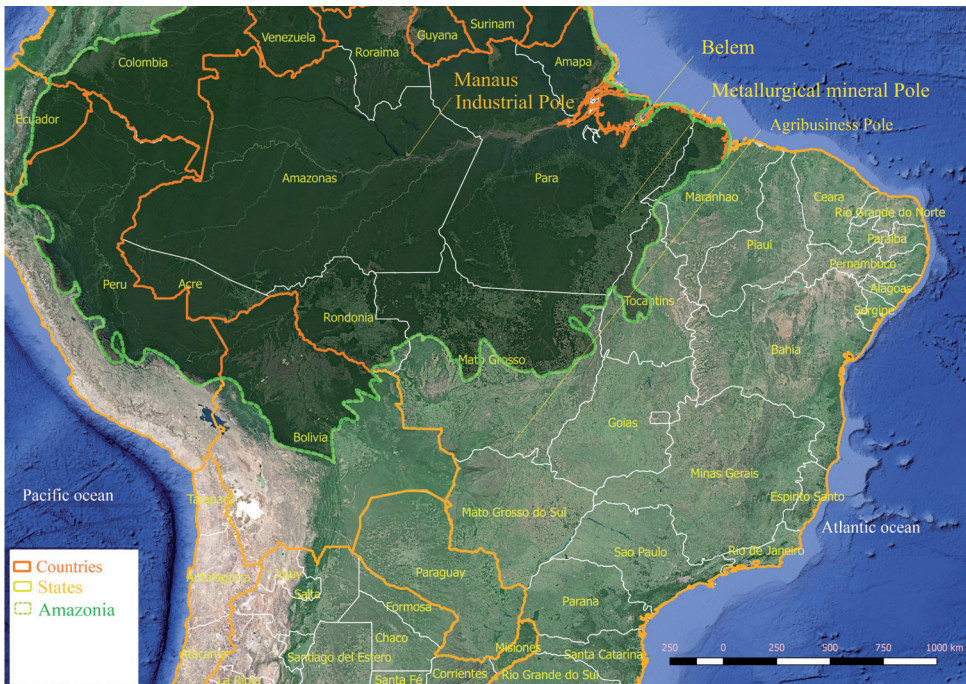 Venezuela
Surinam
Guyana
Roraima
Colombia
Amapa
Belem
Manaus
Industrial Pole
Metallurgical mineral Pole
Agribusiness Pole
Ecuador
Amazonas
Para
Maranhao
Ceara
Rio Grande do Norte
Paraiba
Piaul
Pernambuco
Alagoas
Sergipe
Peru
Acre
Tocantins
Rondonia
Bahia
Mato Grosso
Goias
Bolivia
Minas Gerais
Pacific ocean
Espirito Santo
Mato Grosso do Sul
Atlantic ocean
Sao Paulo
Rio de Janeiro
Countries
Paraguay
States
Salta
Parana
Amazonia
Formosa
Chaco
Misiones
Santa Catarina
250 0 250 500 750 1000 km
Santiago del Estero
Santa Fé
Corrientes
Rio Grande do Sul